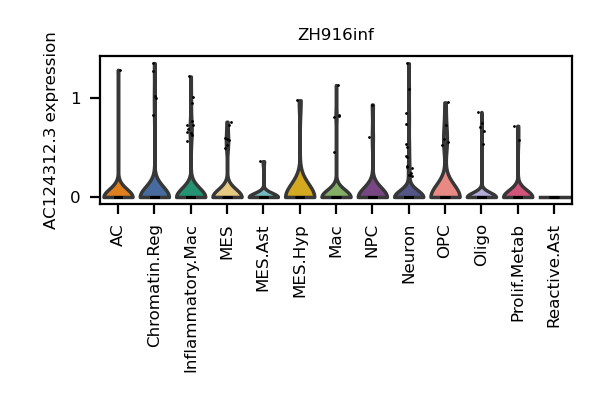 ZH916inf
AC124312.3 expression
1
0
AC
Chromatin.Reg
Inflammatory.Mac
MES
MES.Ast
MES.Hyp
Mac
NPC
Neuron
OPC
Oligo
Prolif.Metab
Reactive.Ast